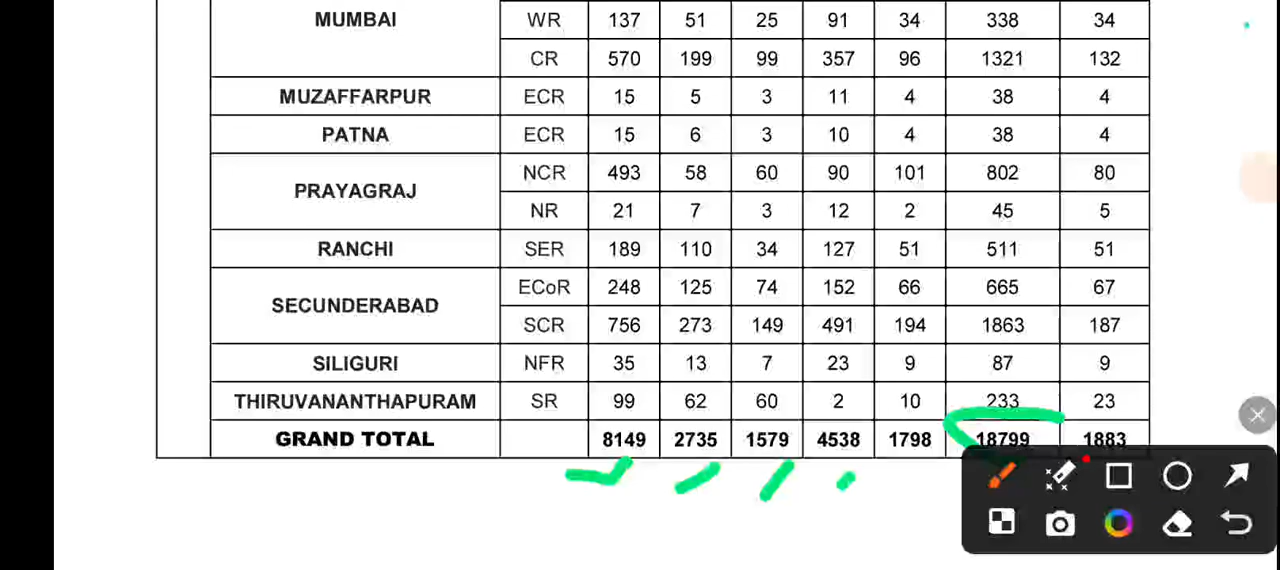 MUMBAI WR 137 51 25 91 34 338 34
CR 570 199 99 357 96 1321 132
MUZAFFARPUR ECR 15 5 3 11 4 38 4
PATNA ECR 15 6 3 10 4 38 4
PRAYAGRAJ NCR 493 58 60 90 101 802 80
NR 21 7 3 12 2 45 5
RANCHI SER 189 110 34 127 51 511 51
SECUNDERABAD ECoR 248 125 74 152 66 665 67
SCR 756 273 149 491 194 1863 187
SILIGURI NFR 35 13 7 23 9 87 9
THIRUVANANTHAPURAM SR 99 62 60 2 10 233 23
GRAND TOTAL 8149 2735 1579 4538 1798 18799 1883